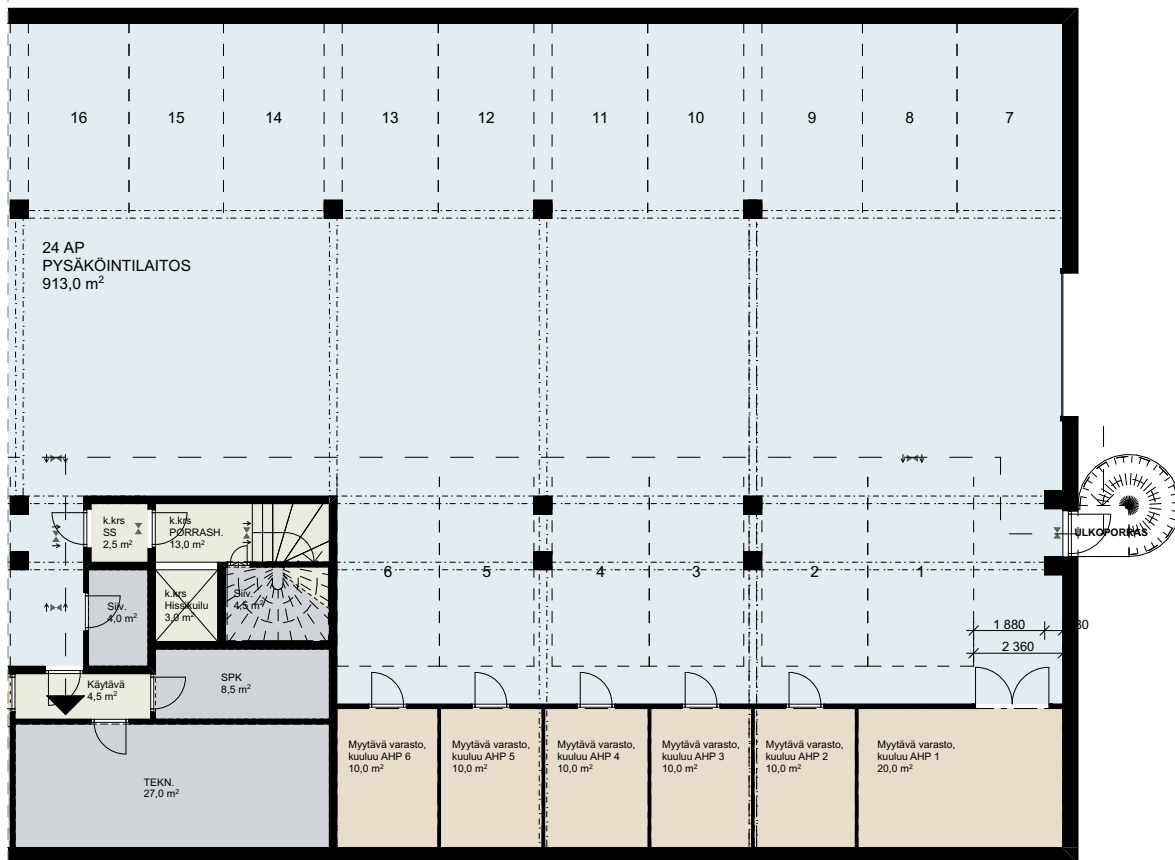 16 15 14 13 12 11 10 9 8 7
24 AP
PYSÄKÖINTILAITOS
913,0 m²
k.krs
SS
2,5 m²
k.krs
PORRASH.
13,0 m²
ULKOPORRAS
6 5 4 3 2 1
Siiv.
4,0 m²
k.krs
Hissikuilu
3,0 m²
Siiv.
4,5 m²
1 880
2 360
Käytävä
4,5 m²
SPK
8,5 m²
TEKN.
27,0 m²
Myytävä varasto,
kuuluu AHP 6
10,0 m²
Myytävä varasto,
kuuluu AHP 5
10,0 m²
Myytävä varasto,
kuuluu AHP 4
10,0 m²
Myytävä varasto,
kuuluu AHP 3
10,0 m²
Myytävä varasto,
kuuluu AHP 2
10,0 m²
Myytävä varasto,
kuuluu AHP 1
20,0 m²